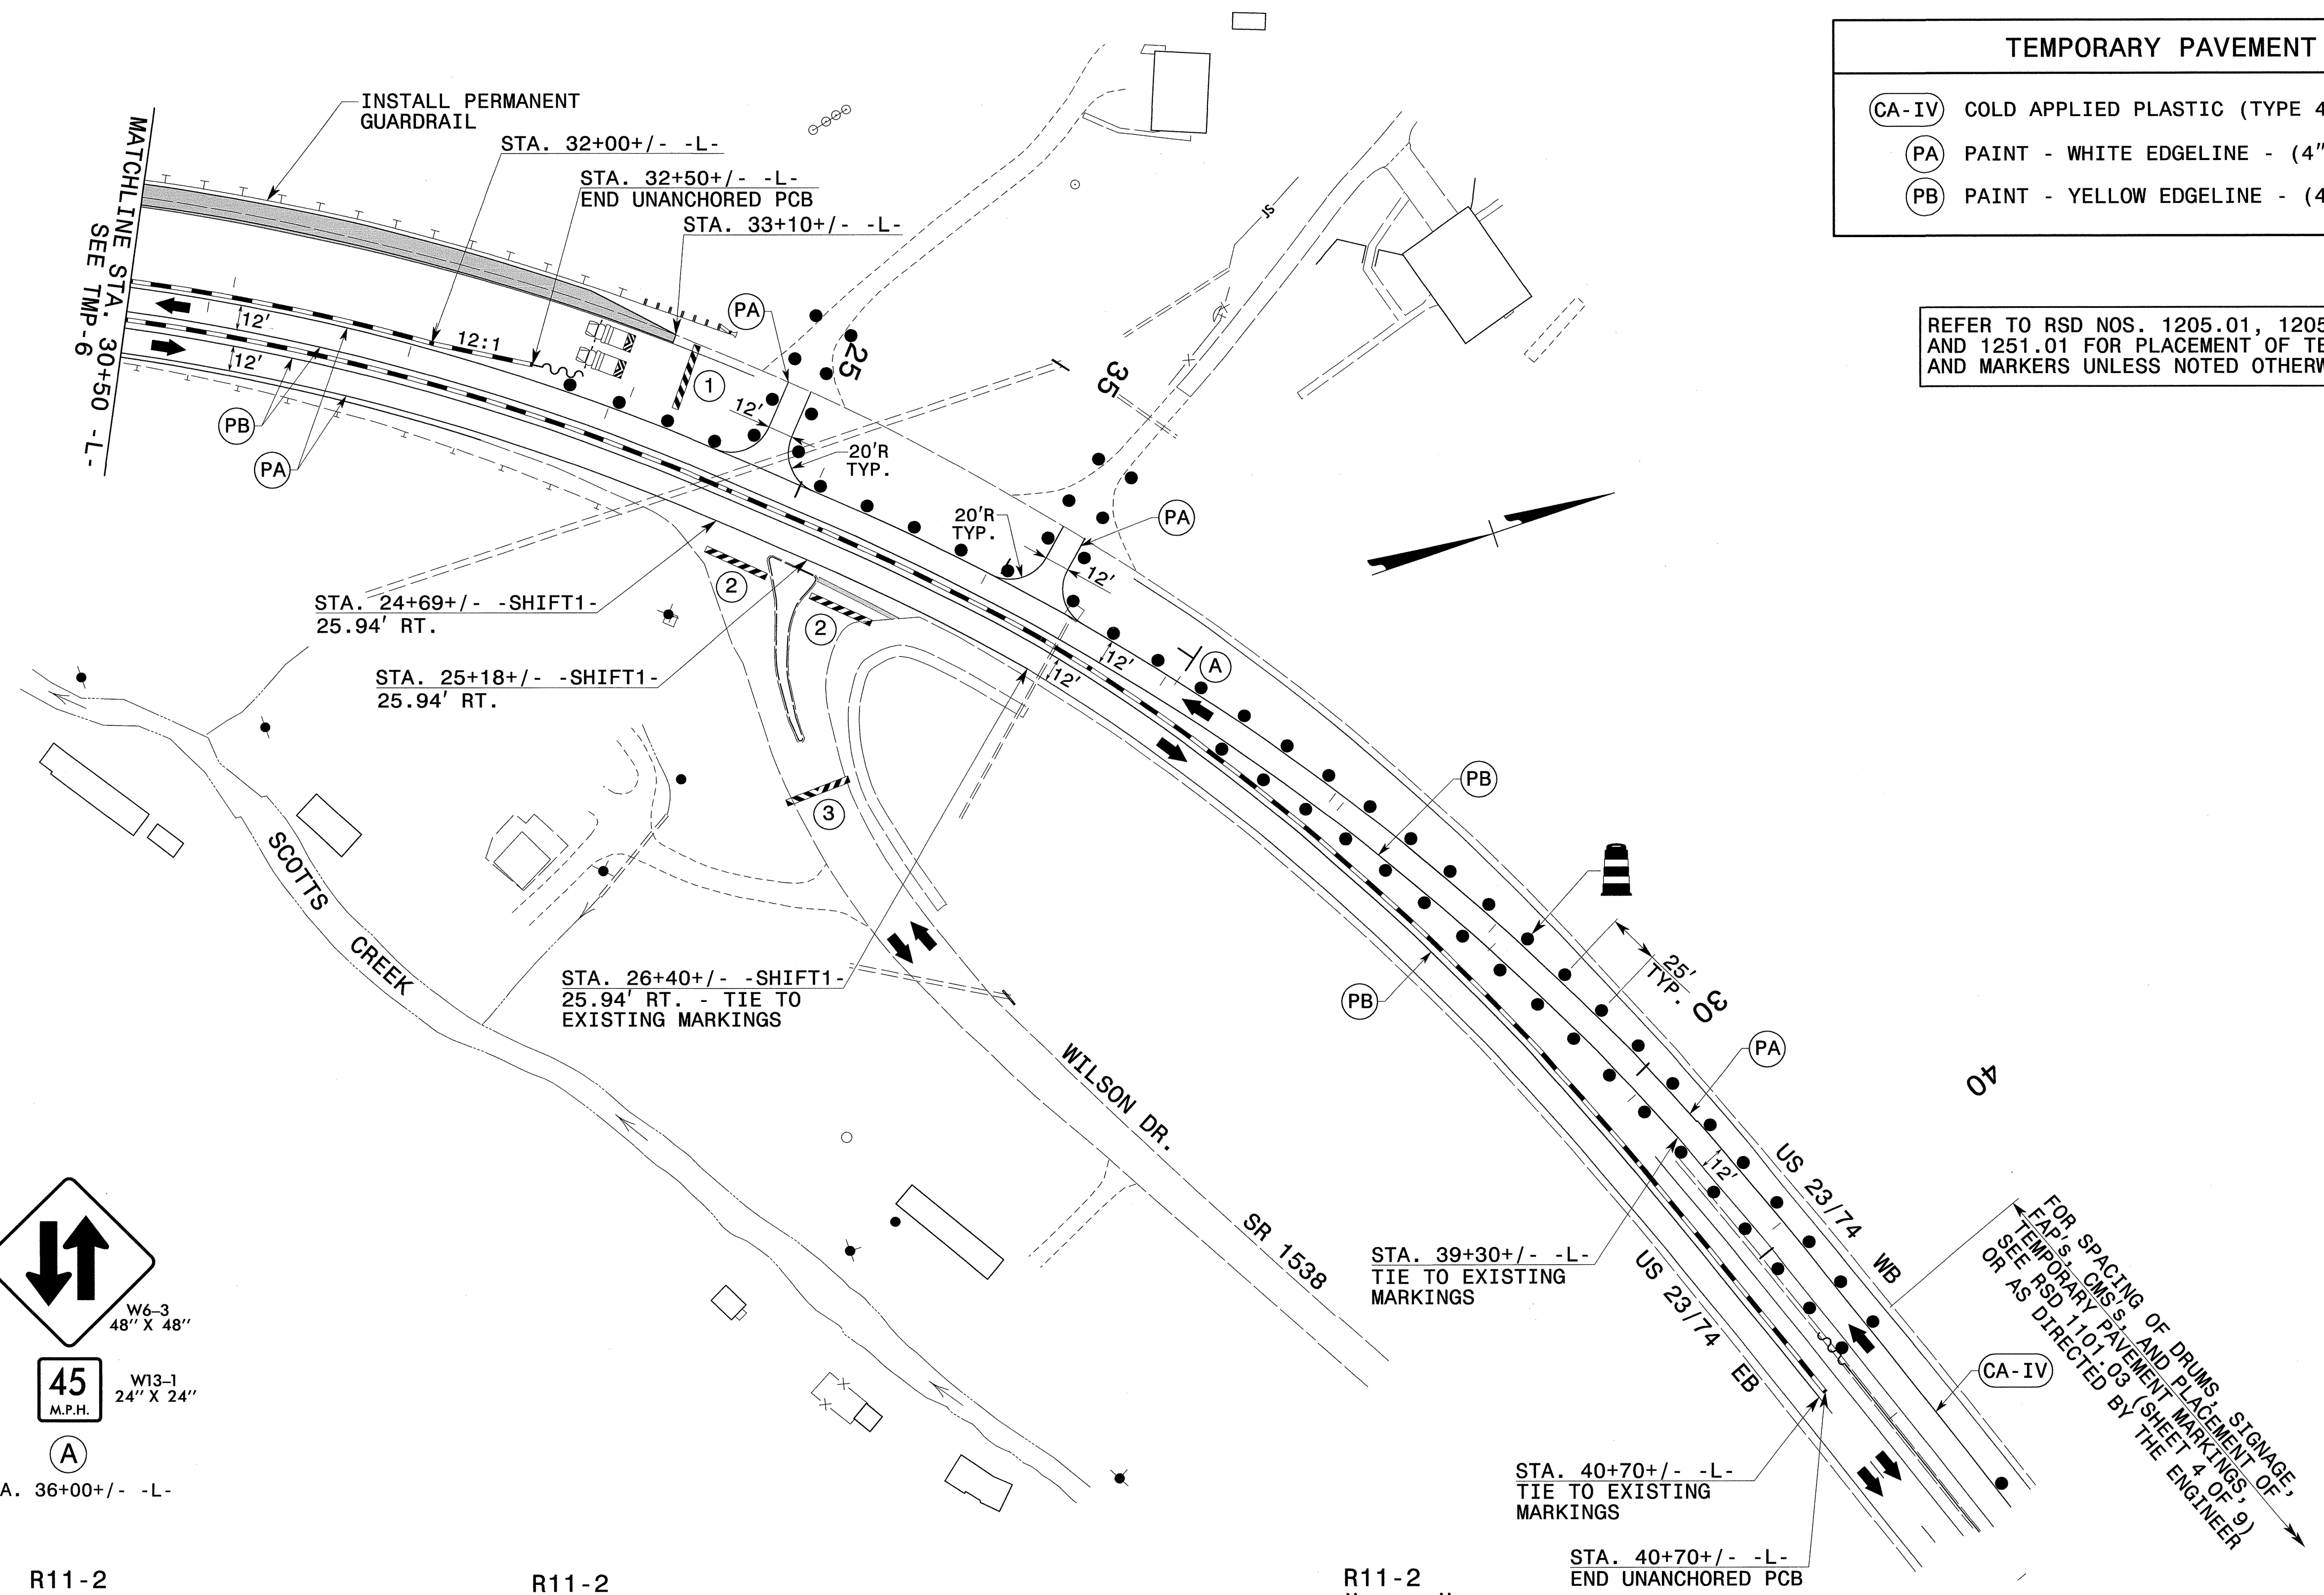 TEMPORARY PAVEMENT
CA-IV COLD APPLIED PLASTIC (TYPE 4
PA PAINT - WHITE EDGELINE - (4"
PB PAINT - YELLOW EDGELINE - (4
REFER TO RSD NOS. 1205.01, 1205
AND 1251.01 FOR PLACEMENT OF TE
AND MARKERS UNLESS NOTED OTHERW
INSTALL PERMANENT
GUARDRAIL
STA. 32+00+/- -L-
STA. 32+50+/- -L-
END UNANCHORED PCB
STA. 33+10+/- -L-
MATCHLINE STA. 30+50 -L-
SEE TMP-6
12'
12'
12:1
PB
PA
PA
1
12'
25
20'R
TYP.
JS
35
20'R
TYP.
PA
12'
2
2
3
STA. 24+69+/- -SHIFT1-
25.94' RT.
STA. 25+18+/- -SHIFT1-
25.94' RT.
12'
12'
A
PB
PB
25'
TYP.
30
PA
40
STA. 26+40+/- -SHIFT1-
25.94' RT. - TIE TO
EXISTING MARKINGS
SCOTTS
CREEK
WILSON DR.
SR 1538
12'
US 23/74 WB
US 23/74 EB
STA. 39+30+/- -L-
TIE TO EXISTING
MARKINGS
FOR SPACING OF DRUMS, SIGNAGE,
FAP's, CMS's, AND PLACEMENT OF
TEMPORARY PAVEMENT MARKINGS,
SEE RSD 1101.03 (SHEET 4 OF 9)
OR AS DIRECTED BY THE ENGINEER
CA-IV
STA. 40+70+/- -L-
TIE TO EXISTING
MARKINGS
STA. 40+70+/- -L-
END UNANCHORED PCB
W6-3
48" X 48"
45
M.P.H.
W13-1
24" X 24"
A
A. 36+00+/- -L-
R11-2
R11-2
R11-2